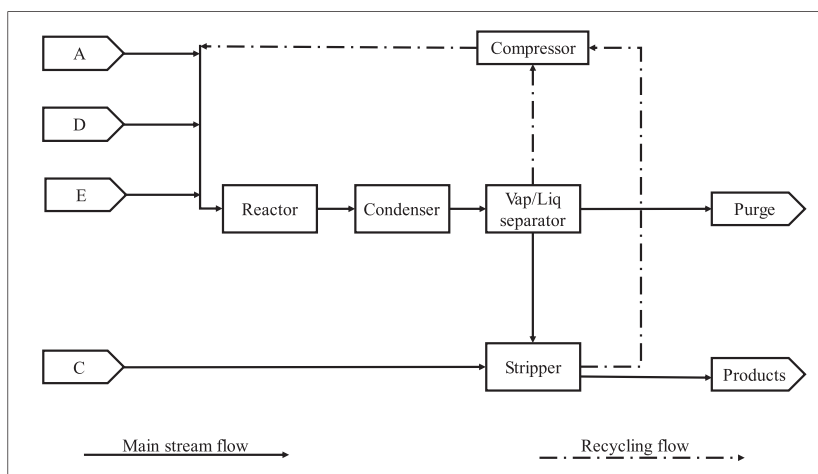 A
Compressor
D
E
Reactor
Condenser
Vap/Liq
separator
Purge
C
Stripper
Products
Main stream flow
Recycling flow